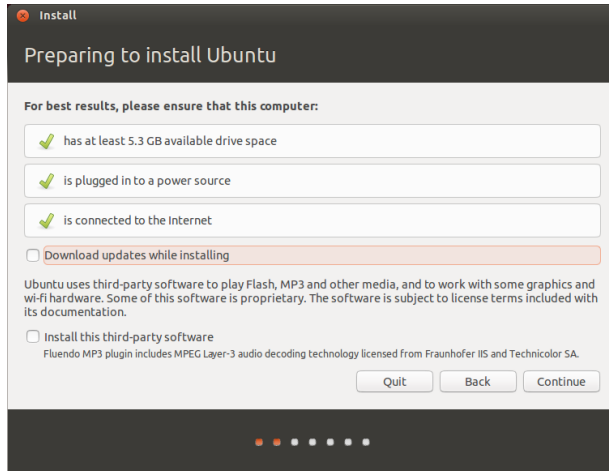 Install
Preparing to install Ubuntu
For best results, please ensure that this computer:
has at least 5.3 GB available drive space
is plugged in to a power source
is connected to the Internet
Download updates while installing
Ubuntu uses third-party software to play Flash, MP3 and other media, and to work with some graphics and
wi-fi hardware. Some of this software is proprietary. The software is subject to license terms included with
its documentation.
Install this third-party software
Fluendo MP3 plugin includes MPEG Layer-3 audio decoding technology licensed from Fraunhofer IIS and Technicolor SA.
Quit Back Continue